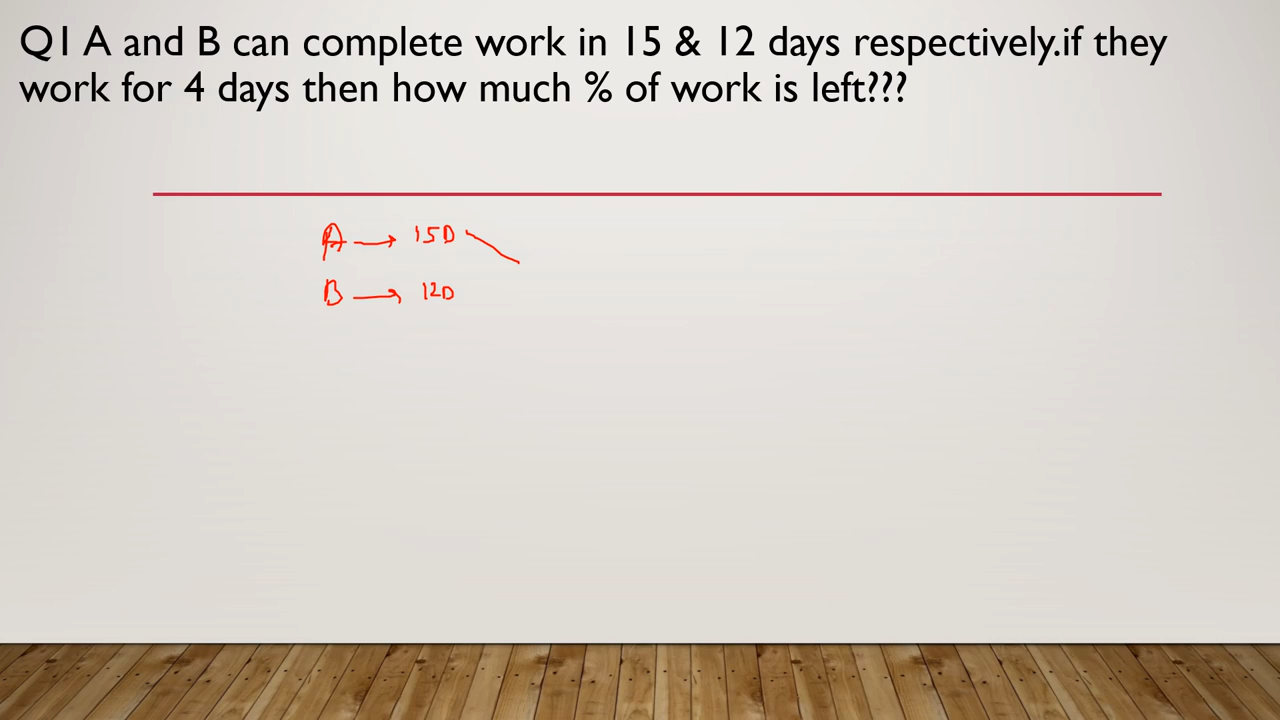 Q1 A and B can complete work in 15 & 12 days respectively.if they
work for 4 days then how much % of work is left???
A → 15D
B → 12D